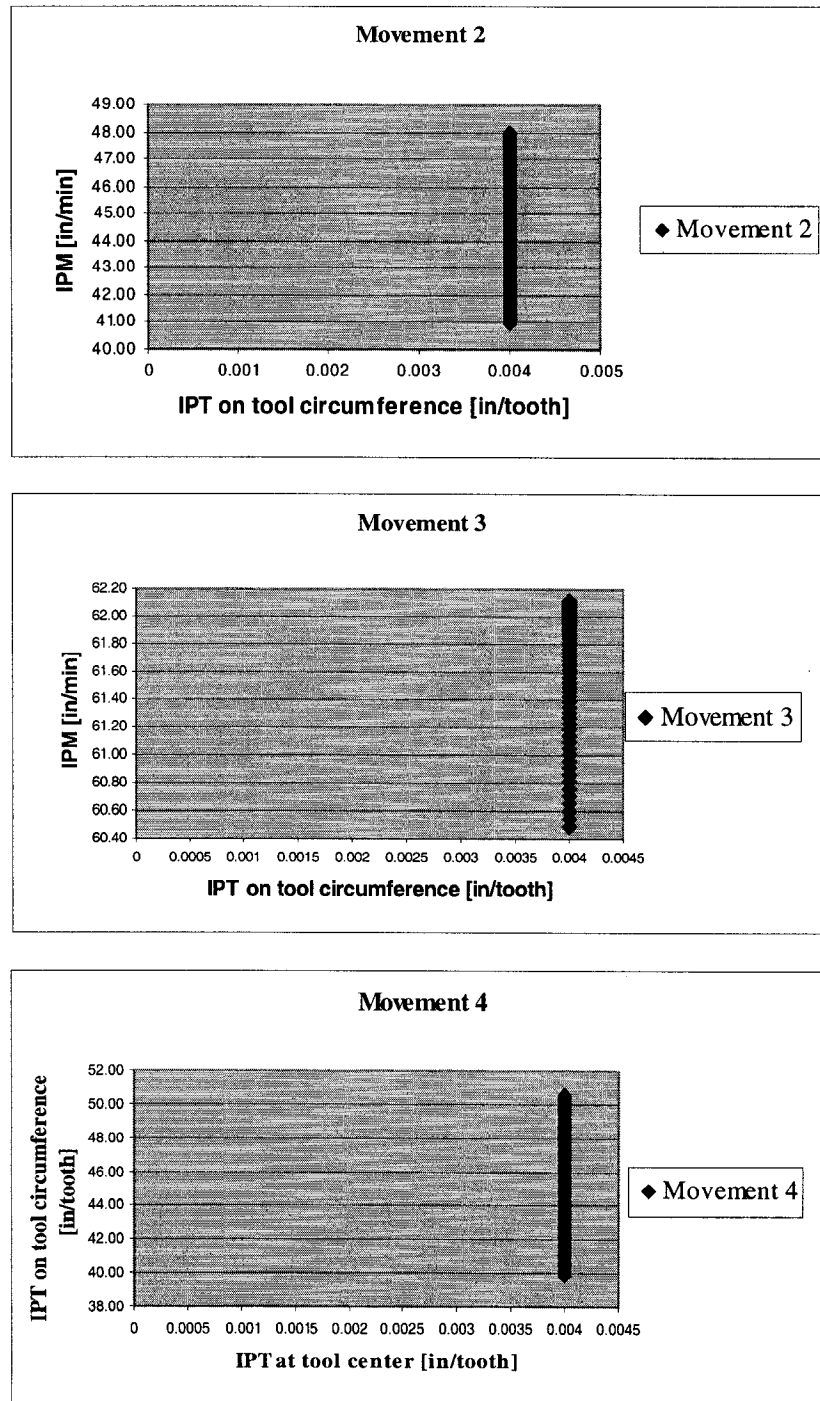 Movement 2
49.00
48.00
47.00
46.00
45.00
44.00
43.00
42.00
41.00
40.00
IPM [in/min]
0 0.001 0.002 0.003 0.004 0.005
IPT on tool circumference [in/tooth]
Movement 2
Movement 3
62.20
62.00
61.80
61.60
61.40
61.20
61.00
60.80
60.60
60.40
IPM [in/min]
0 0.0005 0.001 0.0015 0.002 0.0025 0.003 0.0035 0.004 0.0045
IPT on tool circumference [in/tooth]
Movement 3
Movement 4
52.00
50.00
48.00
46.00
44.00
42.00
40.00
38.00
IPT on tool circumference
[in/tooth]
0 0.0005 0.001 0.0015 0.002 0.0025 0.003 0.0035 0.004 0.0045
IPT at tool center [in/tooth]
Movement 4